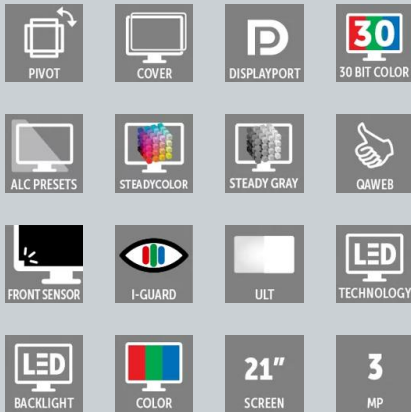 PIVOT
COVER
D
DISPLAYPORT
30
30 BIT COLOR
ALC PRESETS
STEADYCOLOR
STEADY GRAY
QAWEB
FRONT SENSOR
I-GUARD
ULT
LED
TECHNOLOGY
LED
BACKLIGHT
COLOR
21"
SCREEN
3
MP